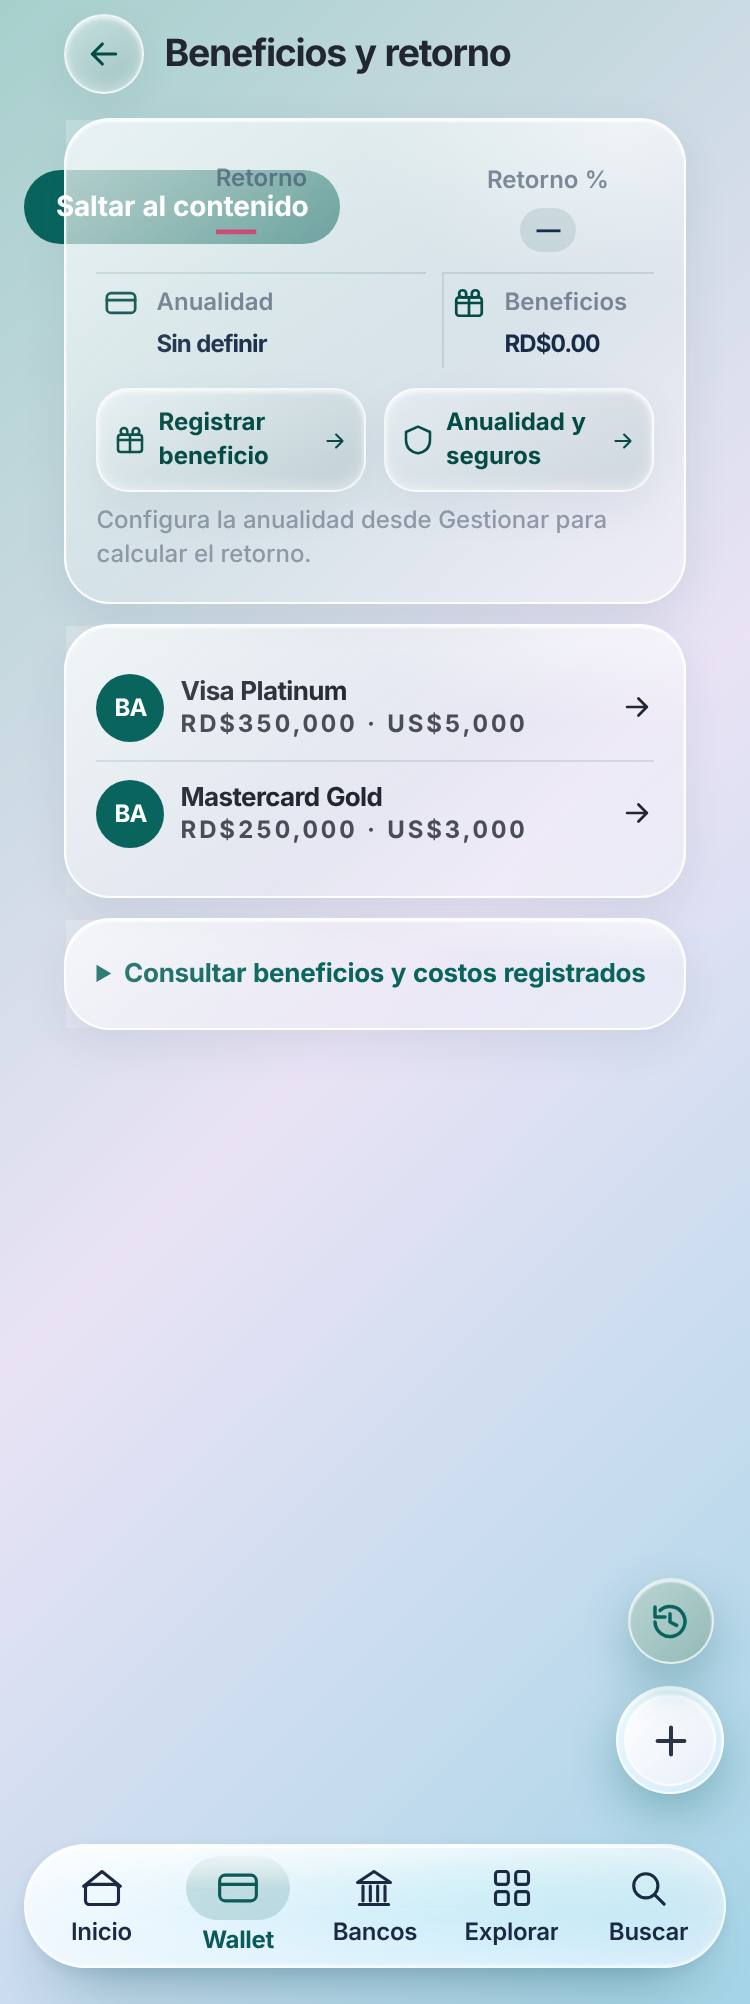 Beneficios y retorno
Retorno
Retorno %
Saltar al contenido
—
Anualidad
Beneficios
Sin definir
RD$0.00
Registrar
beneficio
Anualidad y
seguros
Configura la anualidad desde Gestionar para
calcular el retorno.
BA
Visa Platinum
RD$350,000 · US$5,000
BA
Mastercard Gold
RD$250,000 · US$3,000
Consultar beneficios y costos registrados
Inicio
Wallet
Bancos
Explorar
Buscar